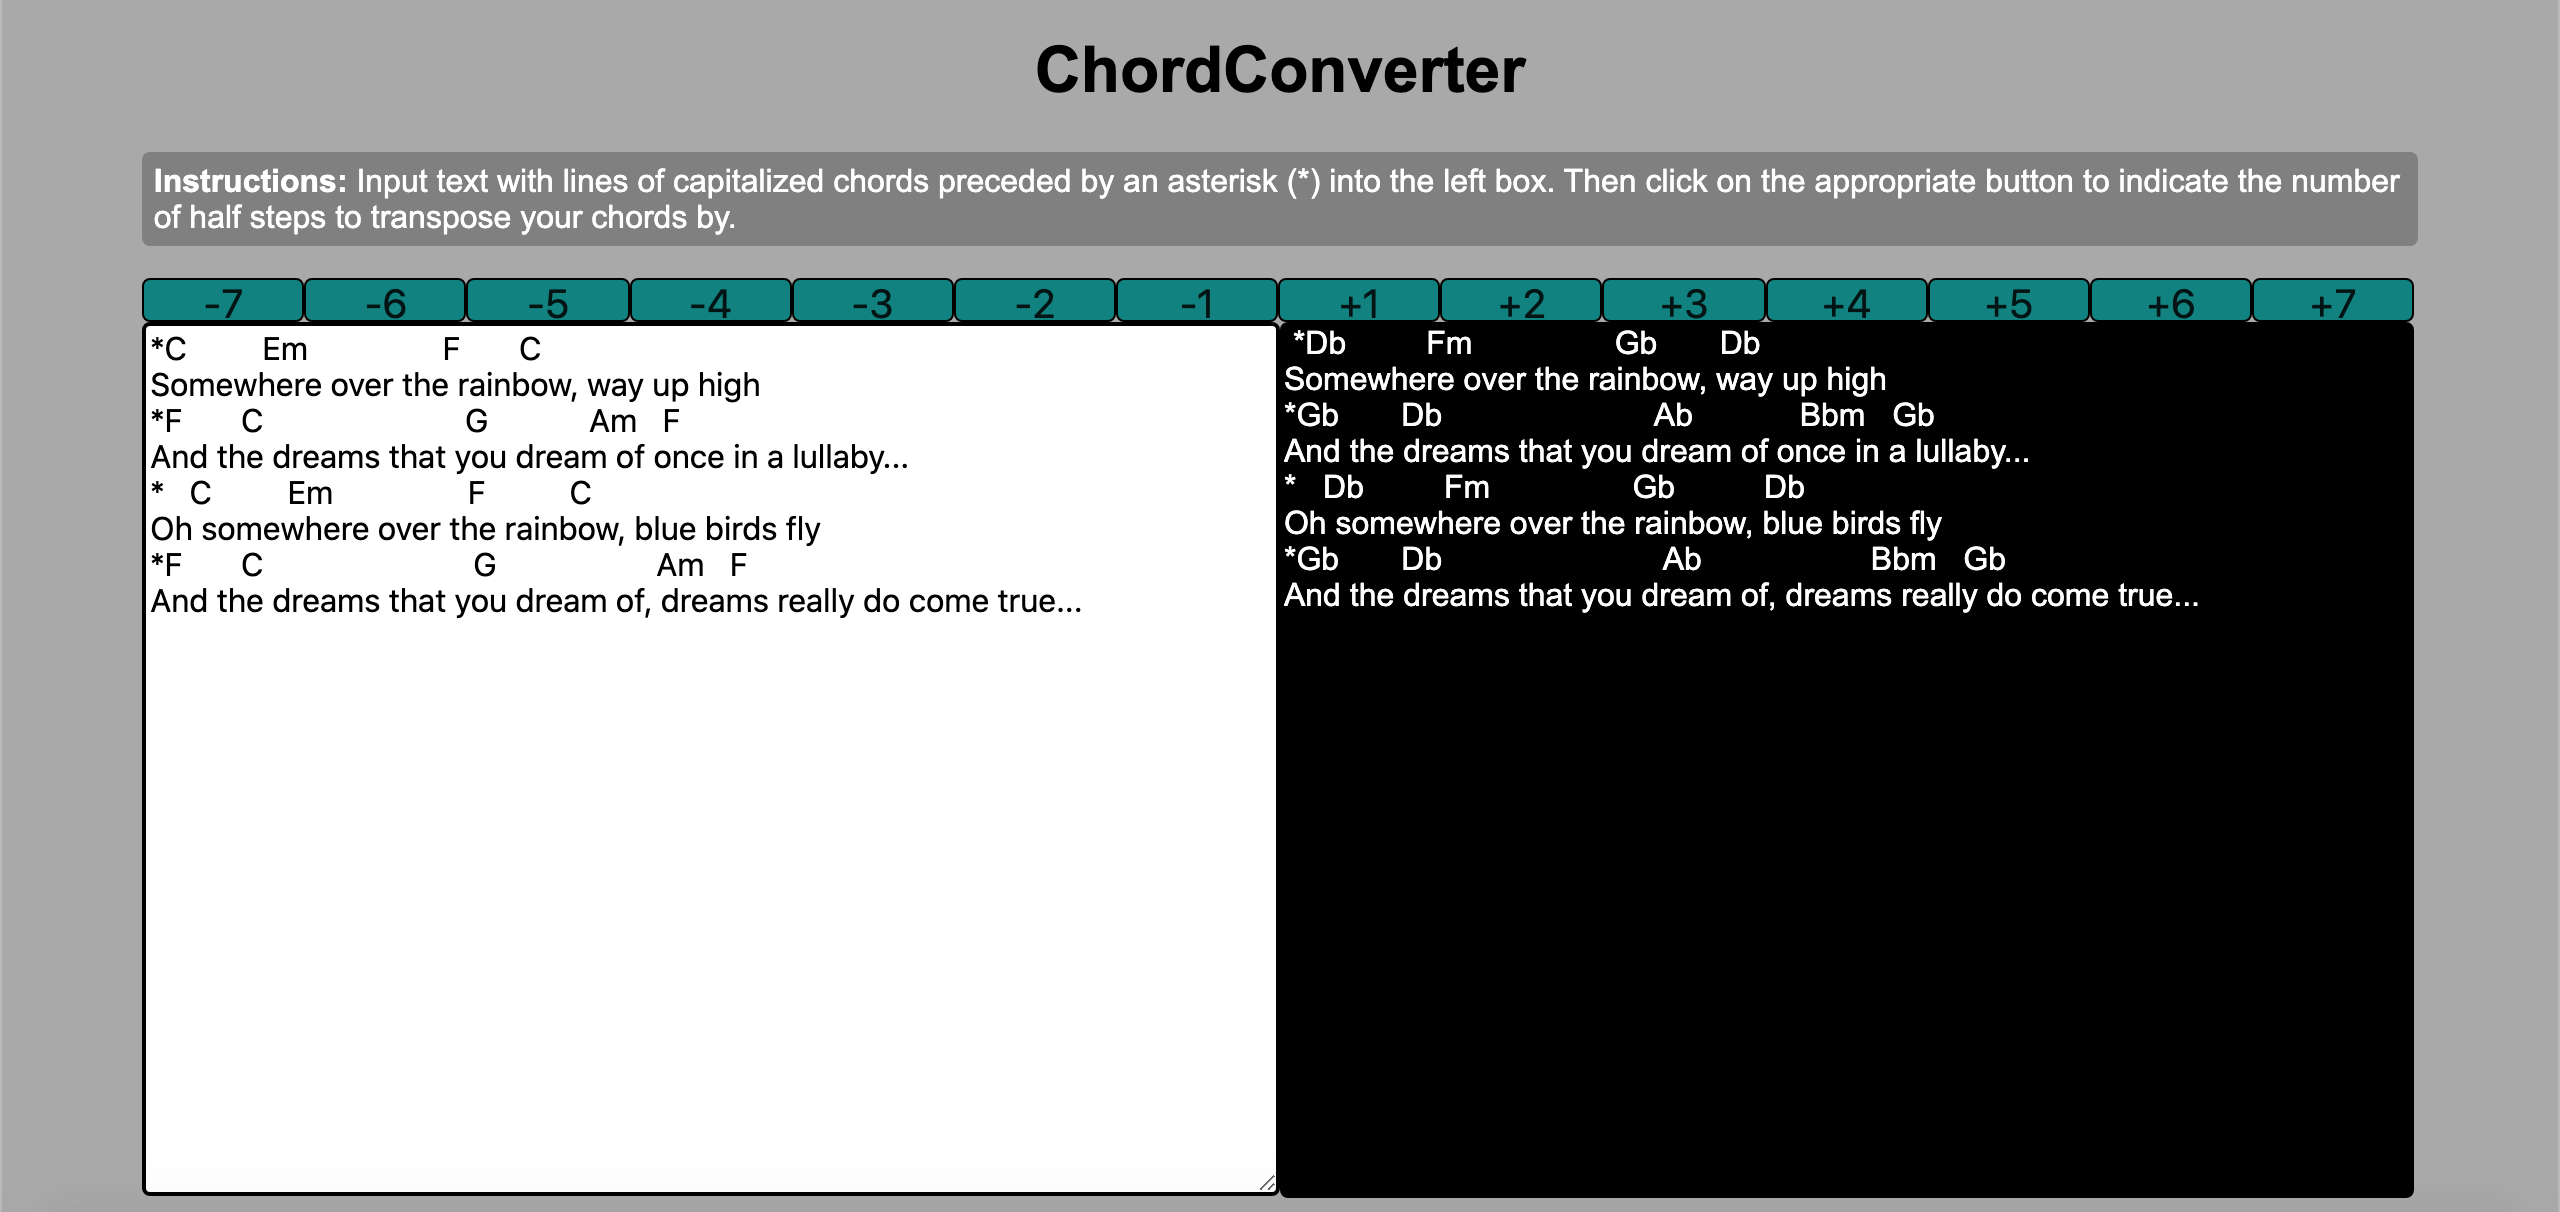 ChordConverter
Instructions: Input text with lines of capitalized chords preceded by an asterisk (*) into the left box. Then click on the appropriate button to indicate the number
of half steps to transpose your chords by.
-7 -6 -5 -4 -3 -2 -1 +1 +2 +3 +4 +5 +6 +7
*C         Em                F       C
Somewhere over the rainbow, way up high
*F       C                        G            Am   F
And the dreams that you dream of once in a lullaby...
*   C         Em                F          C
Oh somewhere over the rainbow, blue birds fly
*F       C                         G                   Am   F
And the dreams that you dream of, dreams really do come true...
*Db         Fm                Gb       Db
Somewhere over the rainbow, way up high
*Gb       Db                        Ab            Bbm   Gb
And the dreams that you dream of once in a lullaby...
*   Db         Fm                Gb          Db
Oh somewhere over the rainbow, blue birds fly
*Gb       Db                         Ab                   Bbm   Gb
And the dreams that you dream of, dreams really do come true...